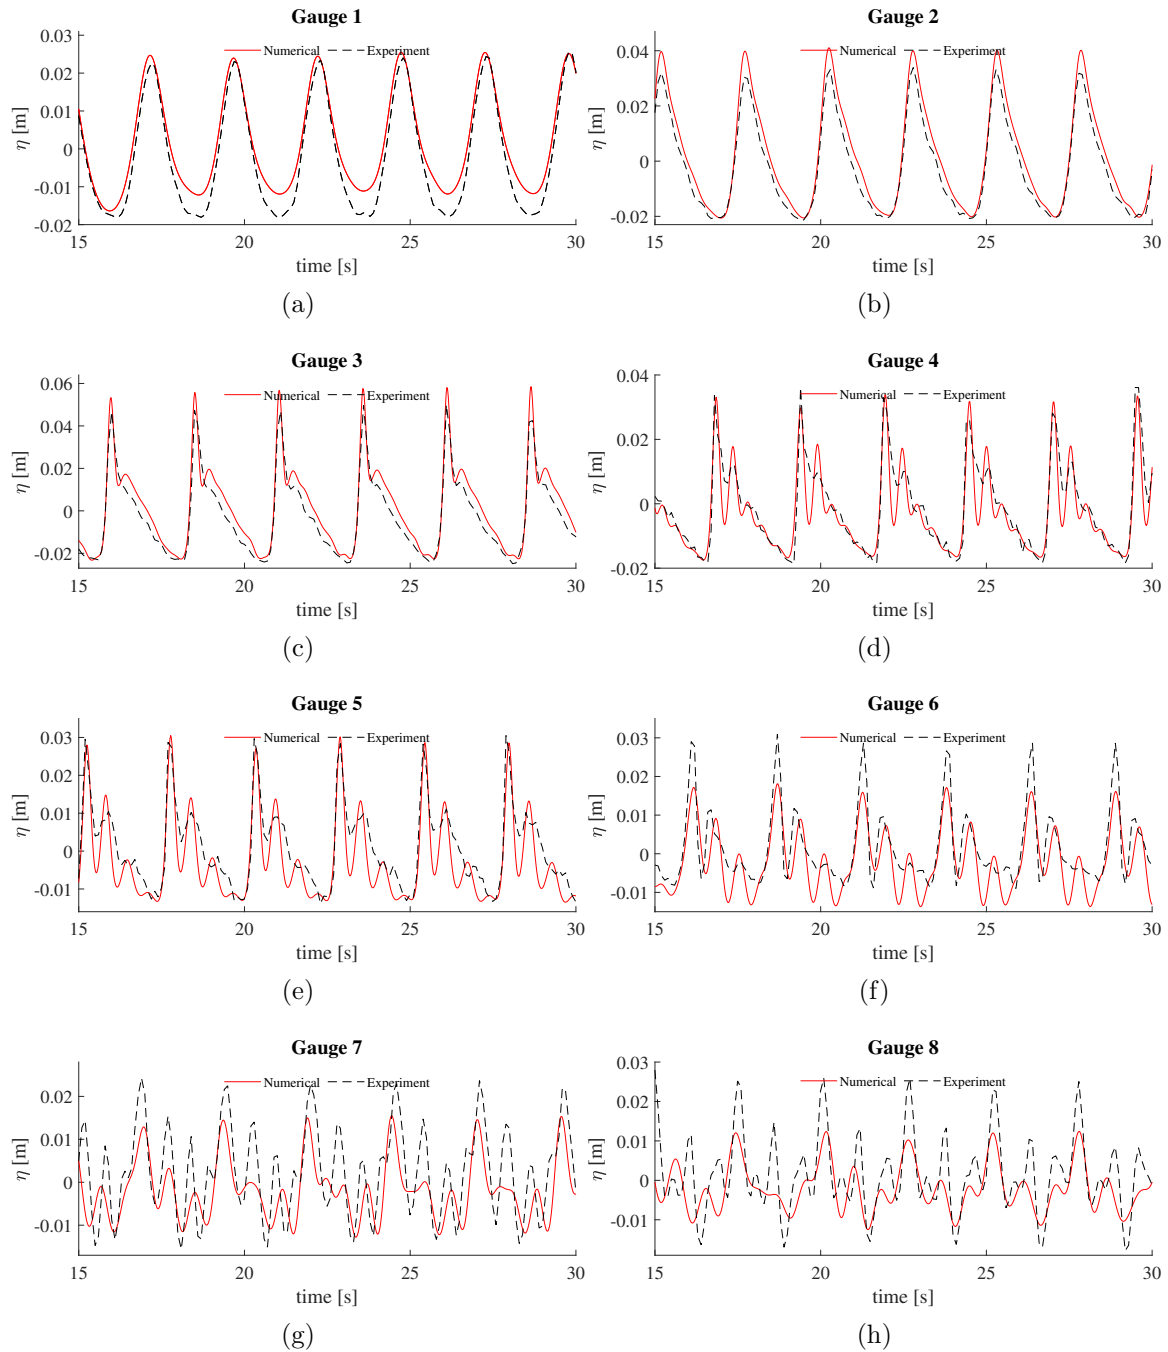 Gauge 1
Numerical Experiment
0.03
0.02
0.01
0
-0.01
-0.02
η [m]
15 20 25 30
time [s]
(a)
Gauge 2
Numerical Experiment
0.04
0.02
0
-0.02
η [m]
15 20 25 30
time [s]
(b)
Gauge 3
Numerical Experiment
0.06
0.04
0.02
0
-0.02
η [m]
15 20 25 30
time [s]
(c)
Gauge 4
Numerical Experiment
0.04
0.02
0
-0.02
η [m]
15 20 25 30
time [s]
(d)
Gauge 5
Numerical Experiment
0.03
0.02
0.01
0
-0.01
η [m]
15 20 25 30
time [s]
(e)
Gauge 6
Numerical Experiment
0.03
0.02
0.01
0
-0.01
η [m]
15 20 25 30
time [s]
(f)
Gauge 7
Numerical Experiment
0.02
0.01
0
-0.01
η [m]
15 20 25 30
time [s]
(g)
Gauge 8
Numerical Experiment
0.03
0.02
0.01
0
-0.01
η [m]
15 20 25 30
time [s]
(h)